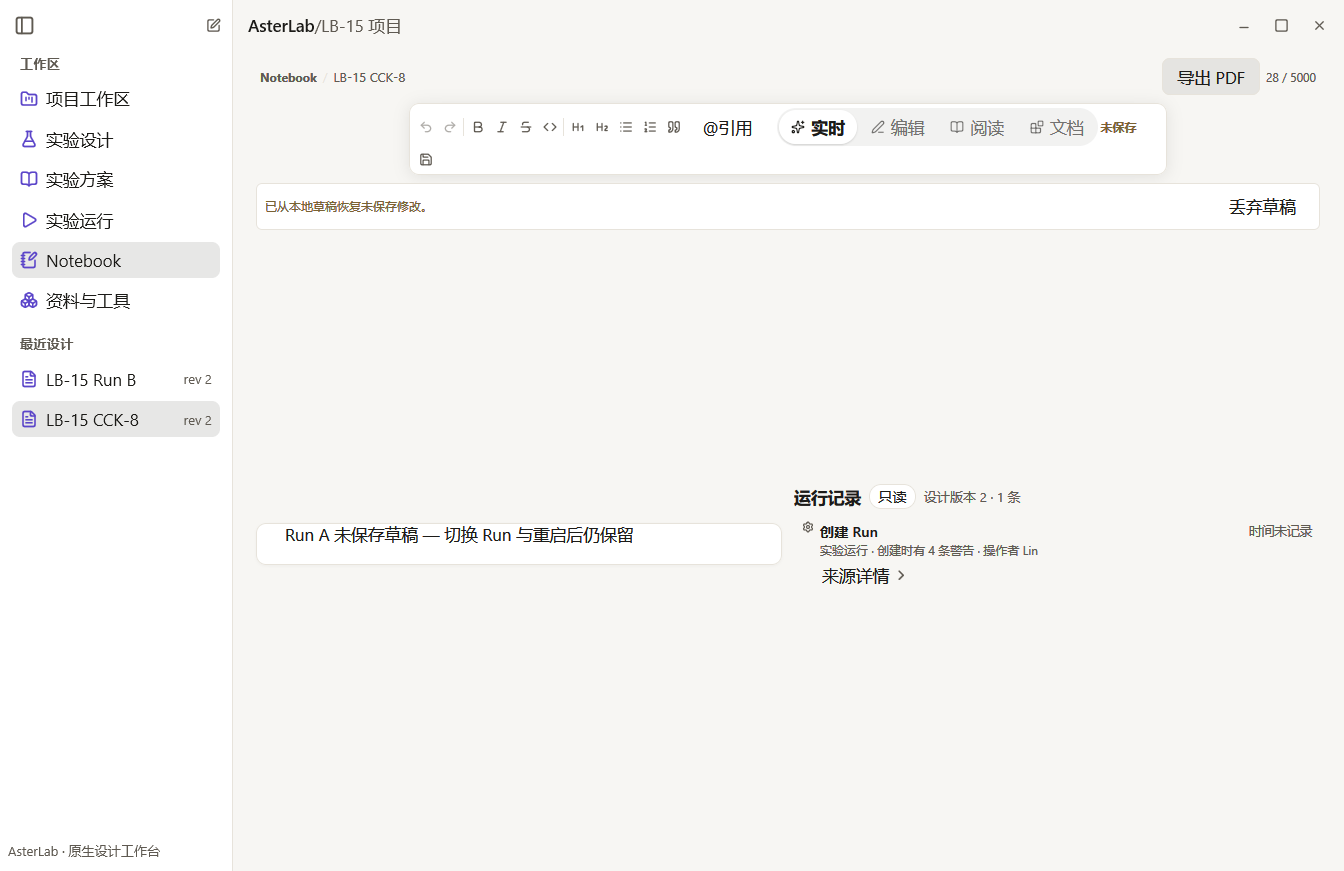 AsterLab/LB-15 项目
工作区
项目工作区
实验设计
实验方案
实验运行
Notebook
资料与工具
最近设计
LB-15 Run B rev 2
LB-15 CCK-8 rev 2
AsterLab · 原生设计工作台
Notebook / LB-15 CCK-8
导出 PDF 28 / 5000
B I S <> H1 H2 @引用 实时 编辑 阅读 文档 未保存
已从本地草稿恢复未保存修改。 丢弃草稿
Run A 未保存草稿 — 切换 Run 与重启后仍保留
运行记录 只读 设计版本 2 · 1 条
创建 Run 时间未记录
实验运行 · 创建时有 4 条警告 · 操作者 Lin
来源详情